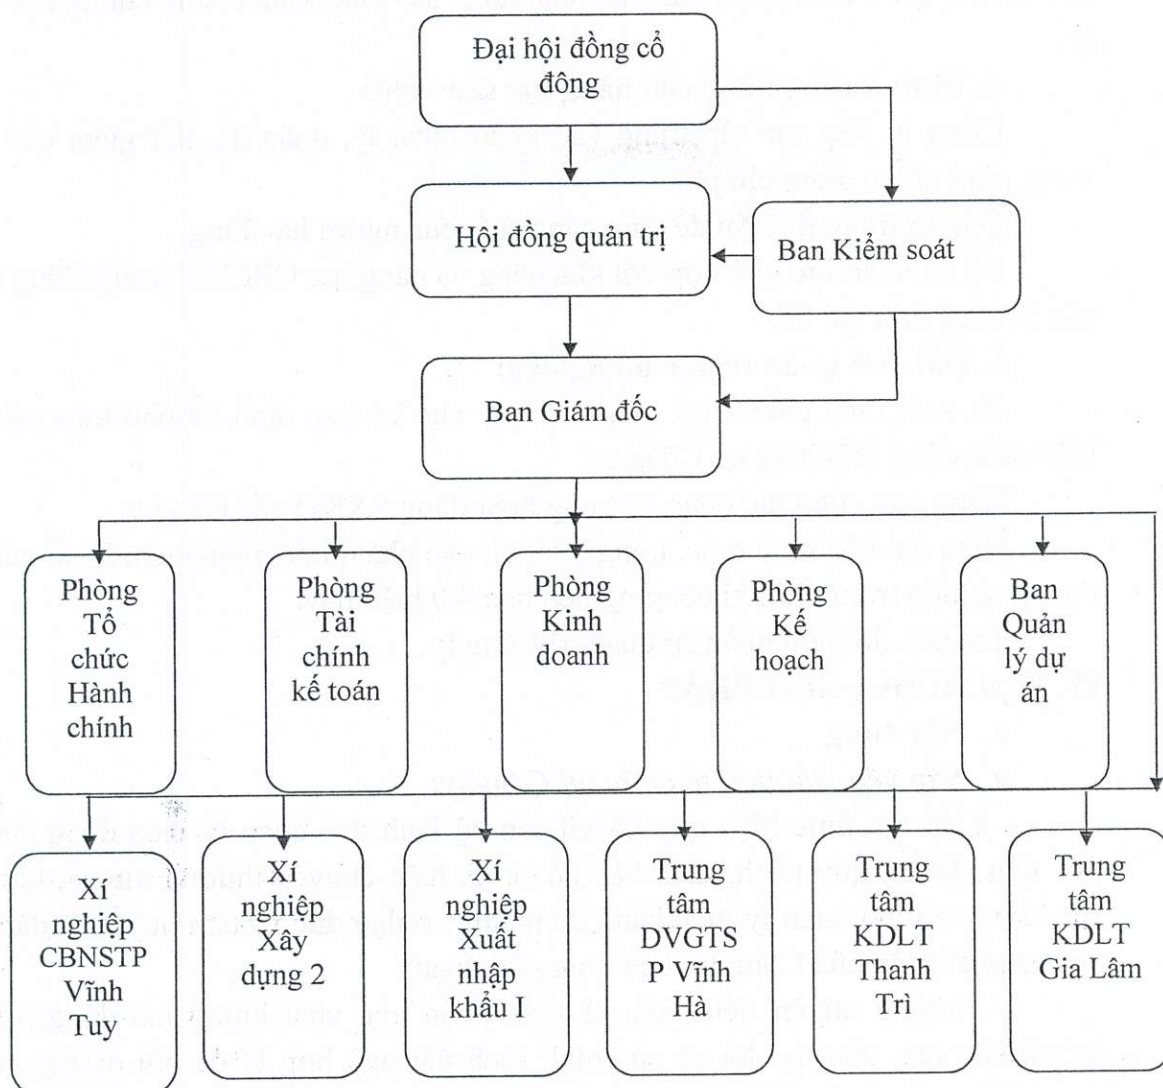 Đại hội đồng cổ
động
Hội đồng quản trị
Ban Kiểm soát
Ban Giám đốc
Phòng
Tổ
chức
Hành
chính
Phòng
Tài
chính
kế toán
Phòng
Kinh
doanh
Phòng
Kế
hoạch
Ban
Quản
lý dự
án
Xí
nghiệp
CBNSTP
Vĩnh
Tuy
Xí
nghiệp
Xây
dựng 2
Xí
nghiệp
Xuất
nhập
khẩu I
Trung
tâm
DVGTS
P Vĩnh
Hà
Trung
tâm
KDLT
Thanh
Trì
Trung
tâm
KDLT
Gia Lâm